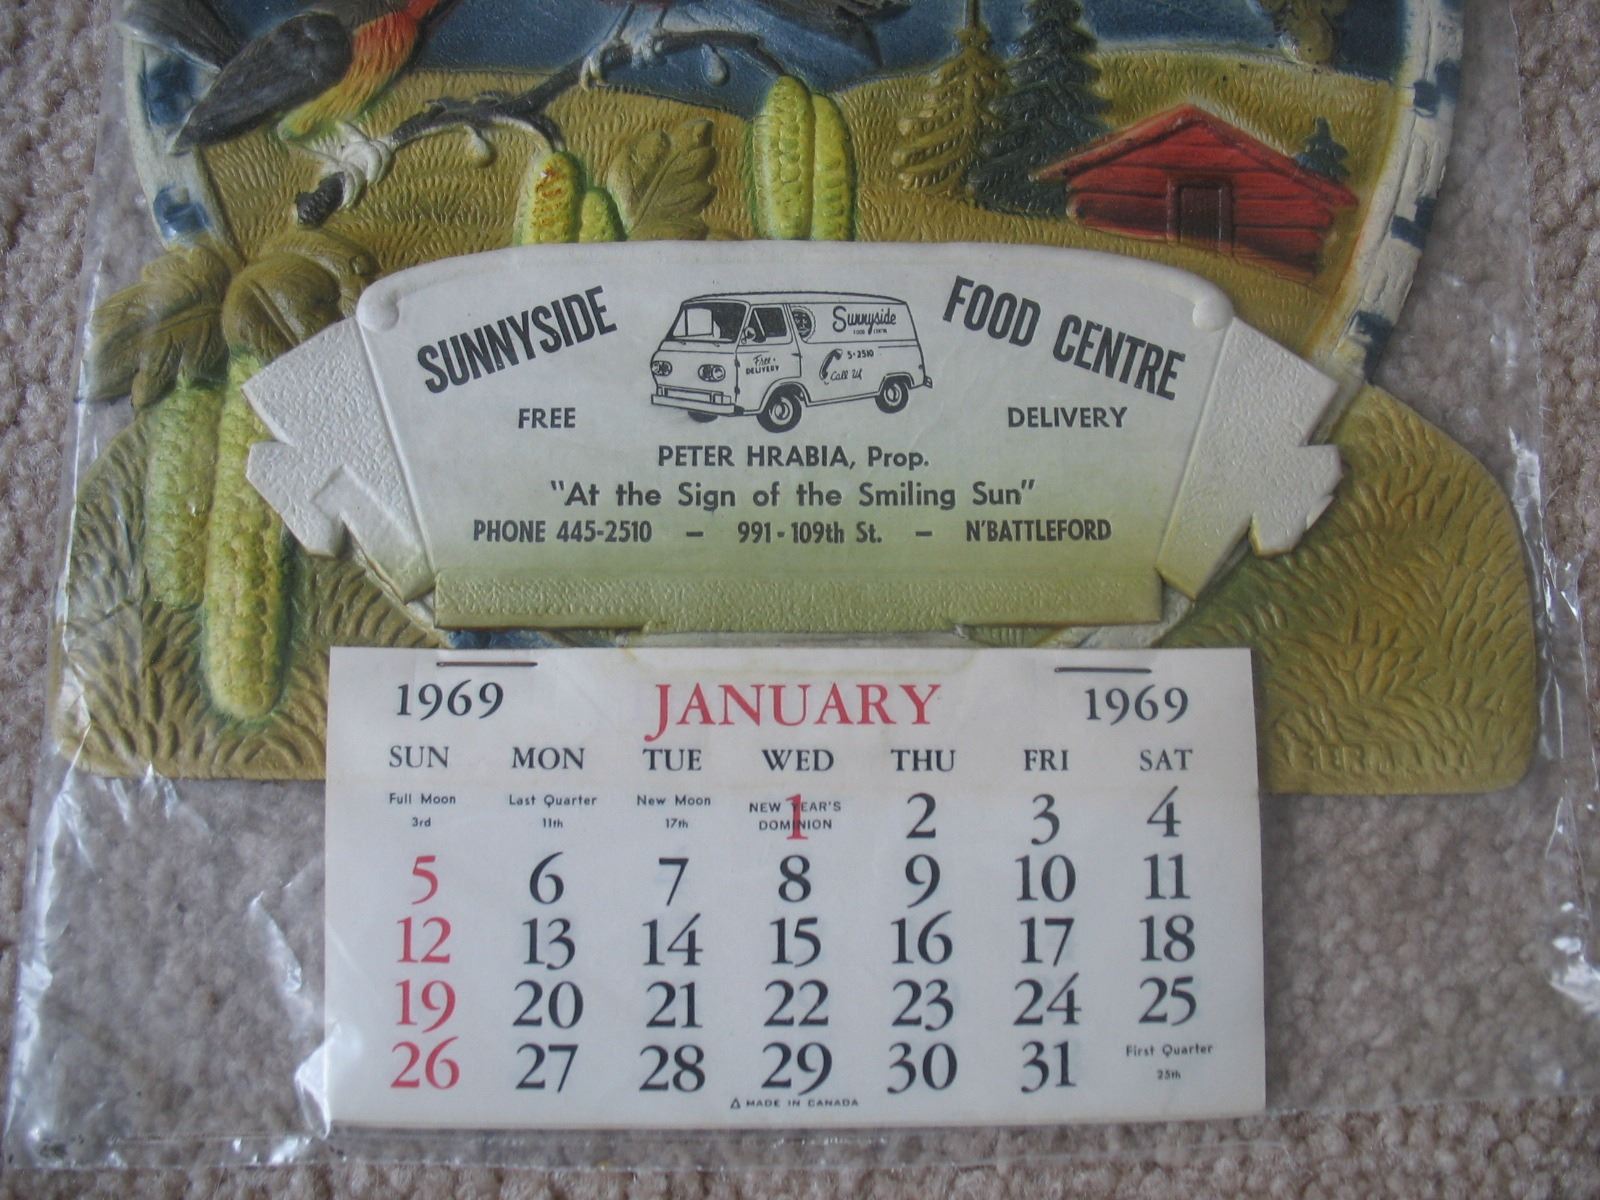 SUNNYSIDE FOOD CENTRE
Sunnyside
FOOD CENTRE
Free
DELIVERY
5-2510
Call Us
FREE DELIVERY
PETER HRABIA, Prop.
"At the Sign of the Smiling Sun"
PHONE 445-2510 — 991 - 109th St. — N'BATTLEFORD
1969 JANUARY 1969
SUN MON TUE WED THU FRI SAT
Full Moon 3rd Last Quarter 11th New Moon 17th NEW YEAR'S DOMINION 1 2 3 4
5 6 7 8 9 10 11
12 13 14 15 16 17 18
19 20 21 22 23 24 25
26 27 28 29 30 31 First Quarter 25th
MADE IN CANADA
GERMANY